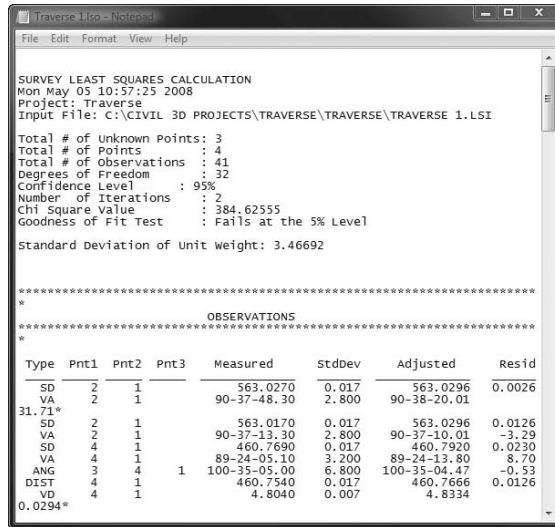 Traverse 1.lso - Notepad
File Edit Format View Help
SURVEY LEAST SQUARES CALCULATION
Mon May 05 10:57:25 2008
Project: Traverse
Input File: C:\CIVIL 3D PROJECTS\TRAVERSE\TRAVERSE\TRAVERSE 1.LSI
Total # of Unknown Points: 3
Total # of Points : 4
Total # of Observations : 41
Degrees of Freedom : 32
Confidence Level : 95%
Number of Iterations : 2
Chi Square Value : 384.62555
Goodness of Fit Test : Fails at the 5% Level
Standard Deviation of Unit Weight: 3.46692
***********************************************************************
*
OBSERVATIONS
***********************************************************************
*
Type Pnt1 Pnt2 Pnt3 Measured StdDev Adjusted Resid
SD 2 1 563.0270 0.017 563.0296 0.0026
VA 2 1 90-37-48.30 2.800 90-38-20.01
31.71*
SD 2 1 563.0170 0.017 563.0296 0.0126
VA 2 1 90-37-13.30 2.800 90-37-10.01 -3.29
SD 4 1 460.7690 0.017 460.7920 0.0230
VA 4 1 89-24-05.10 3.200 89-24-13.80 8.70
ANG 3 4 1 100-35-05.00 6.800 100-35-04.47 -0.53
DIST 4 1 460.7540 0.017 460.7666 0.0126
VD 4 1 4.8040 0.007 4.8334
0.0294*